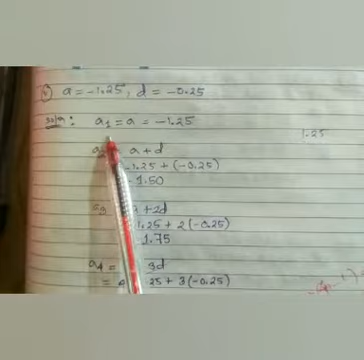 a = -1.25, d = -0.25
Soln: a1 = a = -1.25
1.25
a + d
1.25 + (-0.25)
1.50
+ 2d
1.25 + 2(-0.25)
1.75
a4 = 3d
= 25 + 3(-0.25)